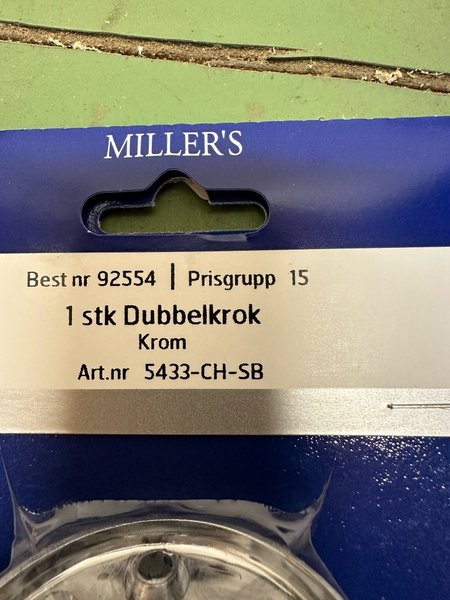 MILLER'S
Best nr 92554 | Prisgrupp 15
1 stk Dubbelkrok
Krom
Art.nr 5433-CH-SB